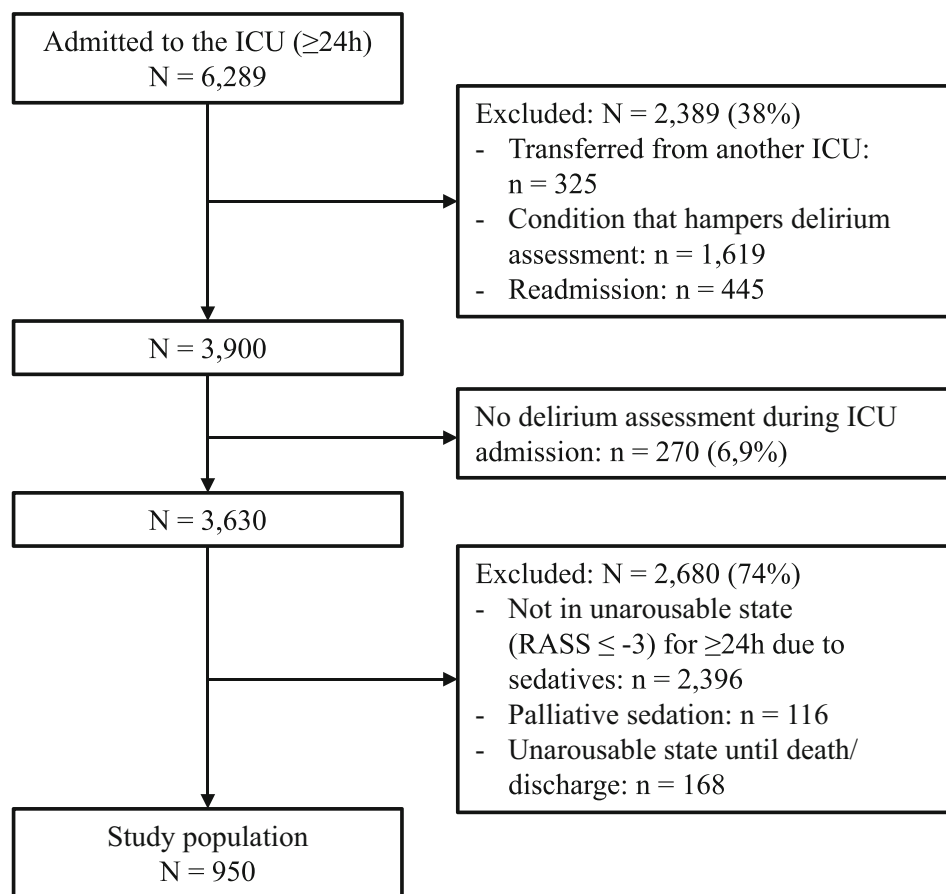 Admitted to the ICU (≥24h)
N = 6,289
Excluded: N = 2,389 (38%)
- Transferred from another ICU:
n = 325
- Condition that hampers delirium
assessment: n = 1,619
- Readmission: n = 445
N = 3,900
No delirium assessment during ICU
admission: n = 270 (6,9%)
N = 3,630
Excluded: N = 2,680 (74%)
- Not in unarousable state
(RASS ≤ -3) for ≥24h due to
sedatives: n = 2,396
- Palliative sedation: n = 116
- Unarousable state until death/
discharge: n = 168
Study population
N = 950